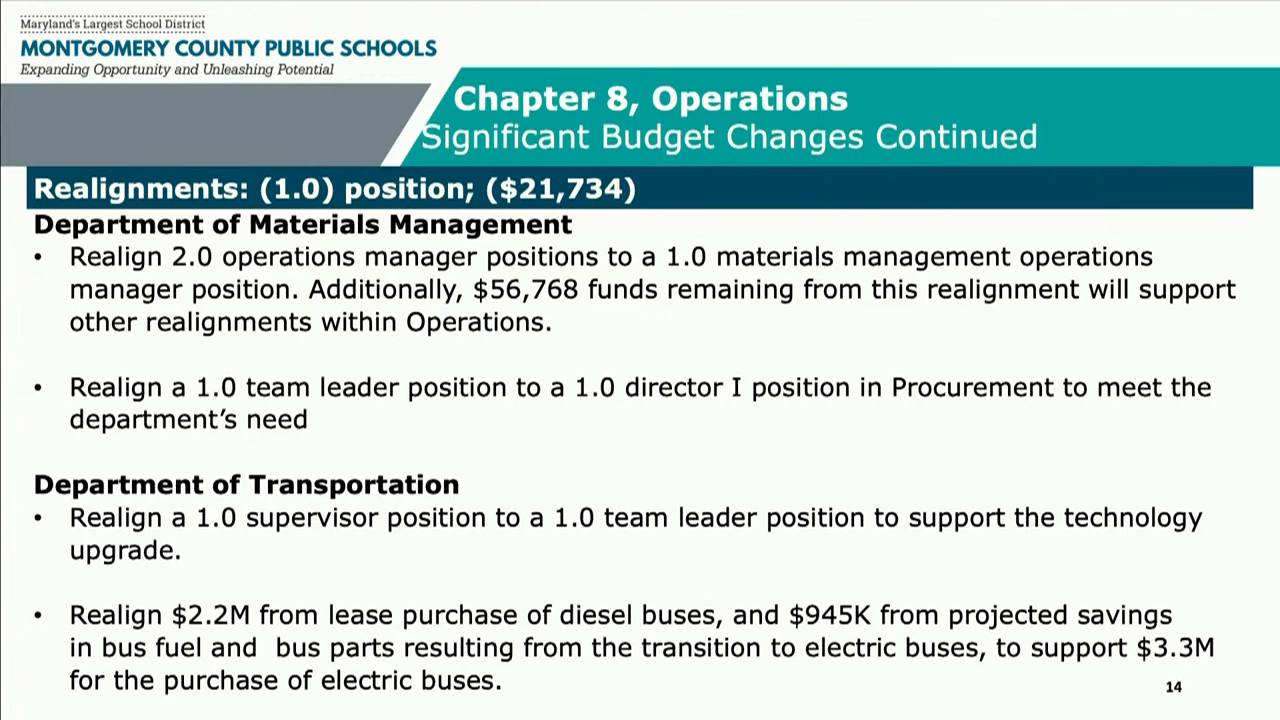 Maryland's Largest School District
MONTGOMERY COUNTY PUBLIC SCHOOLS
Expanding Opportunity and Unleashing Potential
Chapter 8, Operations
Significant Budget Changes Continued
Realignments: (1.0) position; ($21,734)
Department of Materials Management
• Realign 2.0 operations manager positions to a 1.0 materials management operations
manager position. Additionally, $56,768 funds remaining from this realignment will support
other realignments within Operations.
• Realign a 1.0 team leader position to a 1.0 director I position in Procurement to meet the
department's need
Department of Transportation
• Realign a 1.0 supervisor position to a 1.0 team leader position to support the technology
upgrade.
• Realign $2.2M from lease purchase of diesel buses, and $945K from projected savings
in bus fuel and  bus parts resulting from the transition to electric buses, to support $3.3M
for the purchase of electric buses.
14